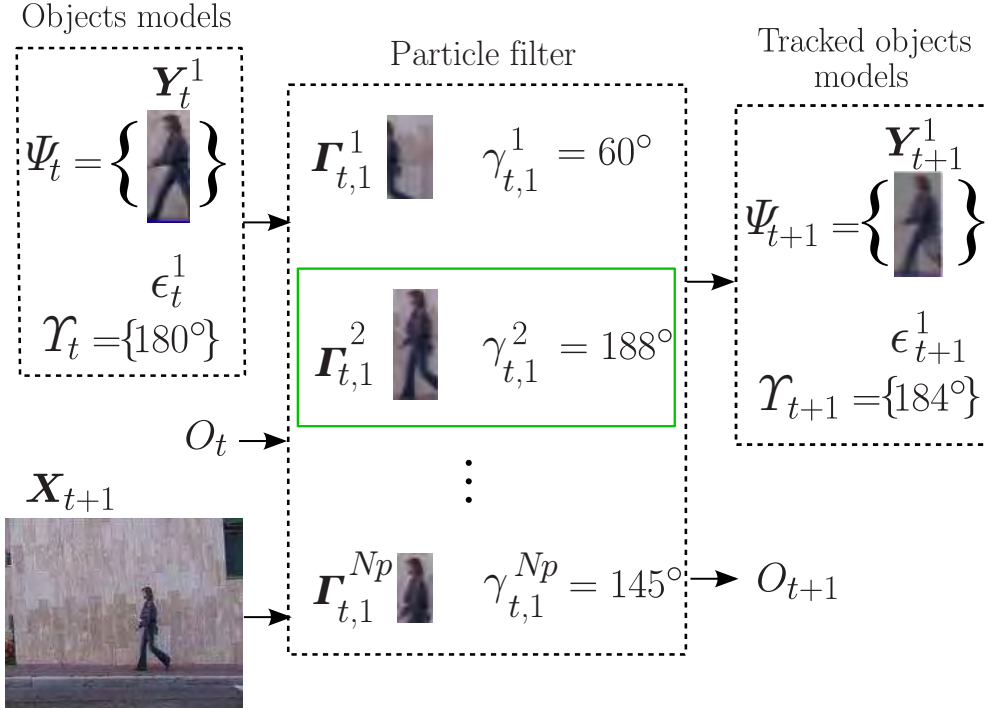 Objects models
Y_t^1
Ψ_t = { }
ϵ_t^1
ϒ_t ={180°}
O_t
X_{t+1}
Particle filter
Γ_{t,1}^1 γ_{t,1}^1 = 60°
Γ_{t,1}^2 γ_{t,1}^2 = 188°
⋮
Γ_{t,1}^{Np} γ_{t,1}^{Np} = 145°
Tracked objects
models
Y_{t+1}^1
Ψ_{t+1} ={ }
ϵ_{t+1}^1
ϒ_{t+1} ={184°}
O_{t+1}